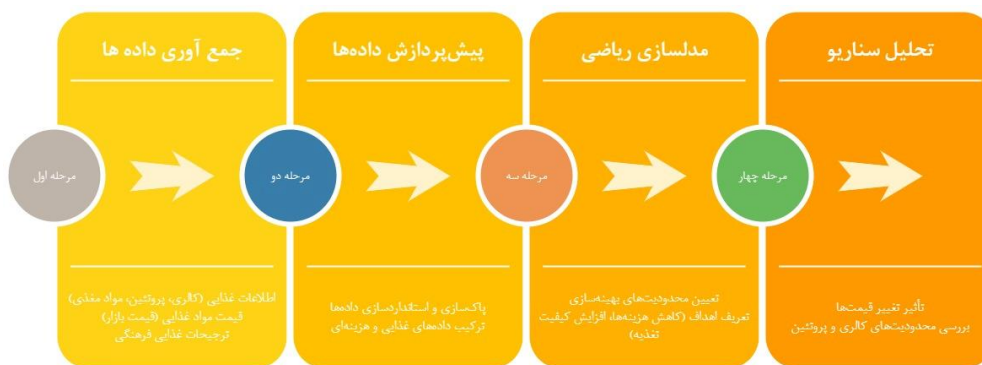 جمع آوری داده ها
مرحله اول
اطلاعات غذایی (کالری، پروتئین، مواد مغذی)
قیمت مواد غذایی (قیمت بازار)
ترجیحات غذایی فرهنگی
پیش‌پردازش داده‌ها
مرحله دو
پاکسازی و استانداردسازی داده‌ها
ترکیب داده‌های غذایی و هزینه‌ای
مدلسازی ریاضی
مرحله سه
تعیین محدودیت‌های بهینه‌سازی
تعریف اهداف (کاهش هزینه‌ها، افزایش کیفیت
تغذیه)
تحلیل سناریو
مرحله چهار
تأثیر تغییر قیمت‌ها
بررسی محدودیت‌های کالری و پروتئین